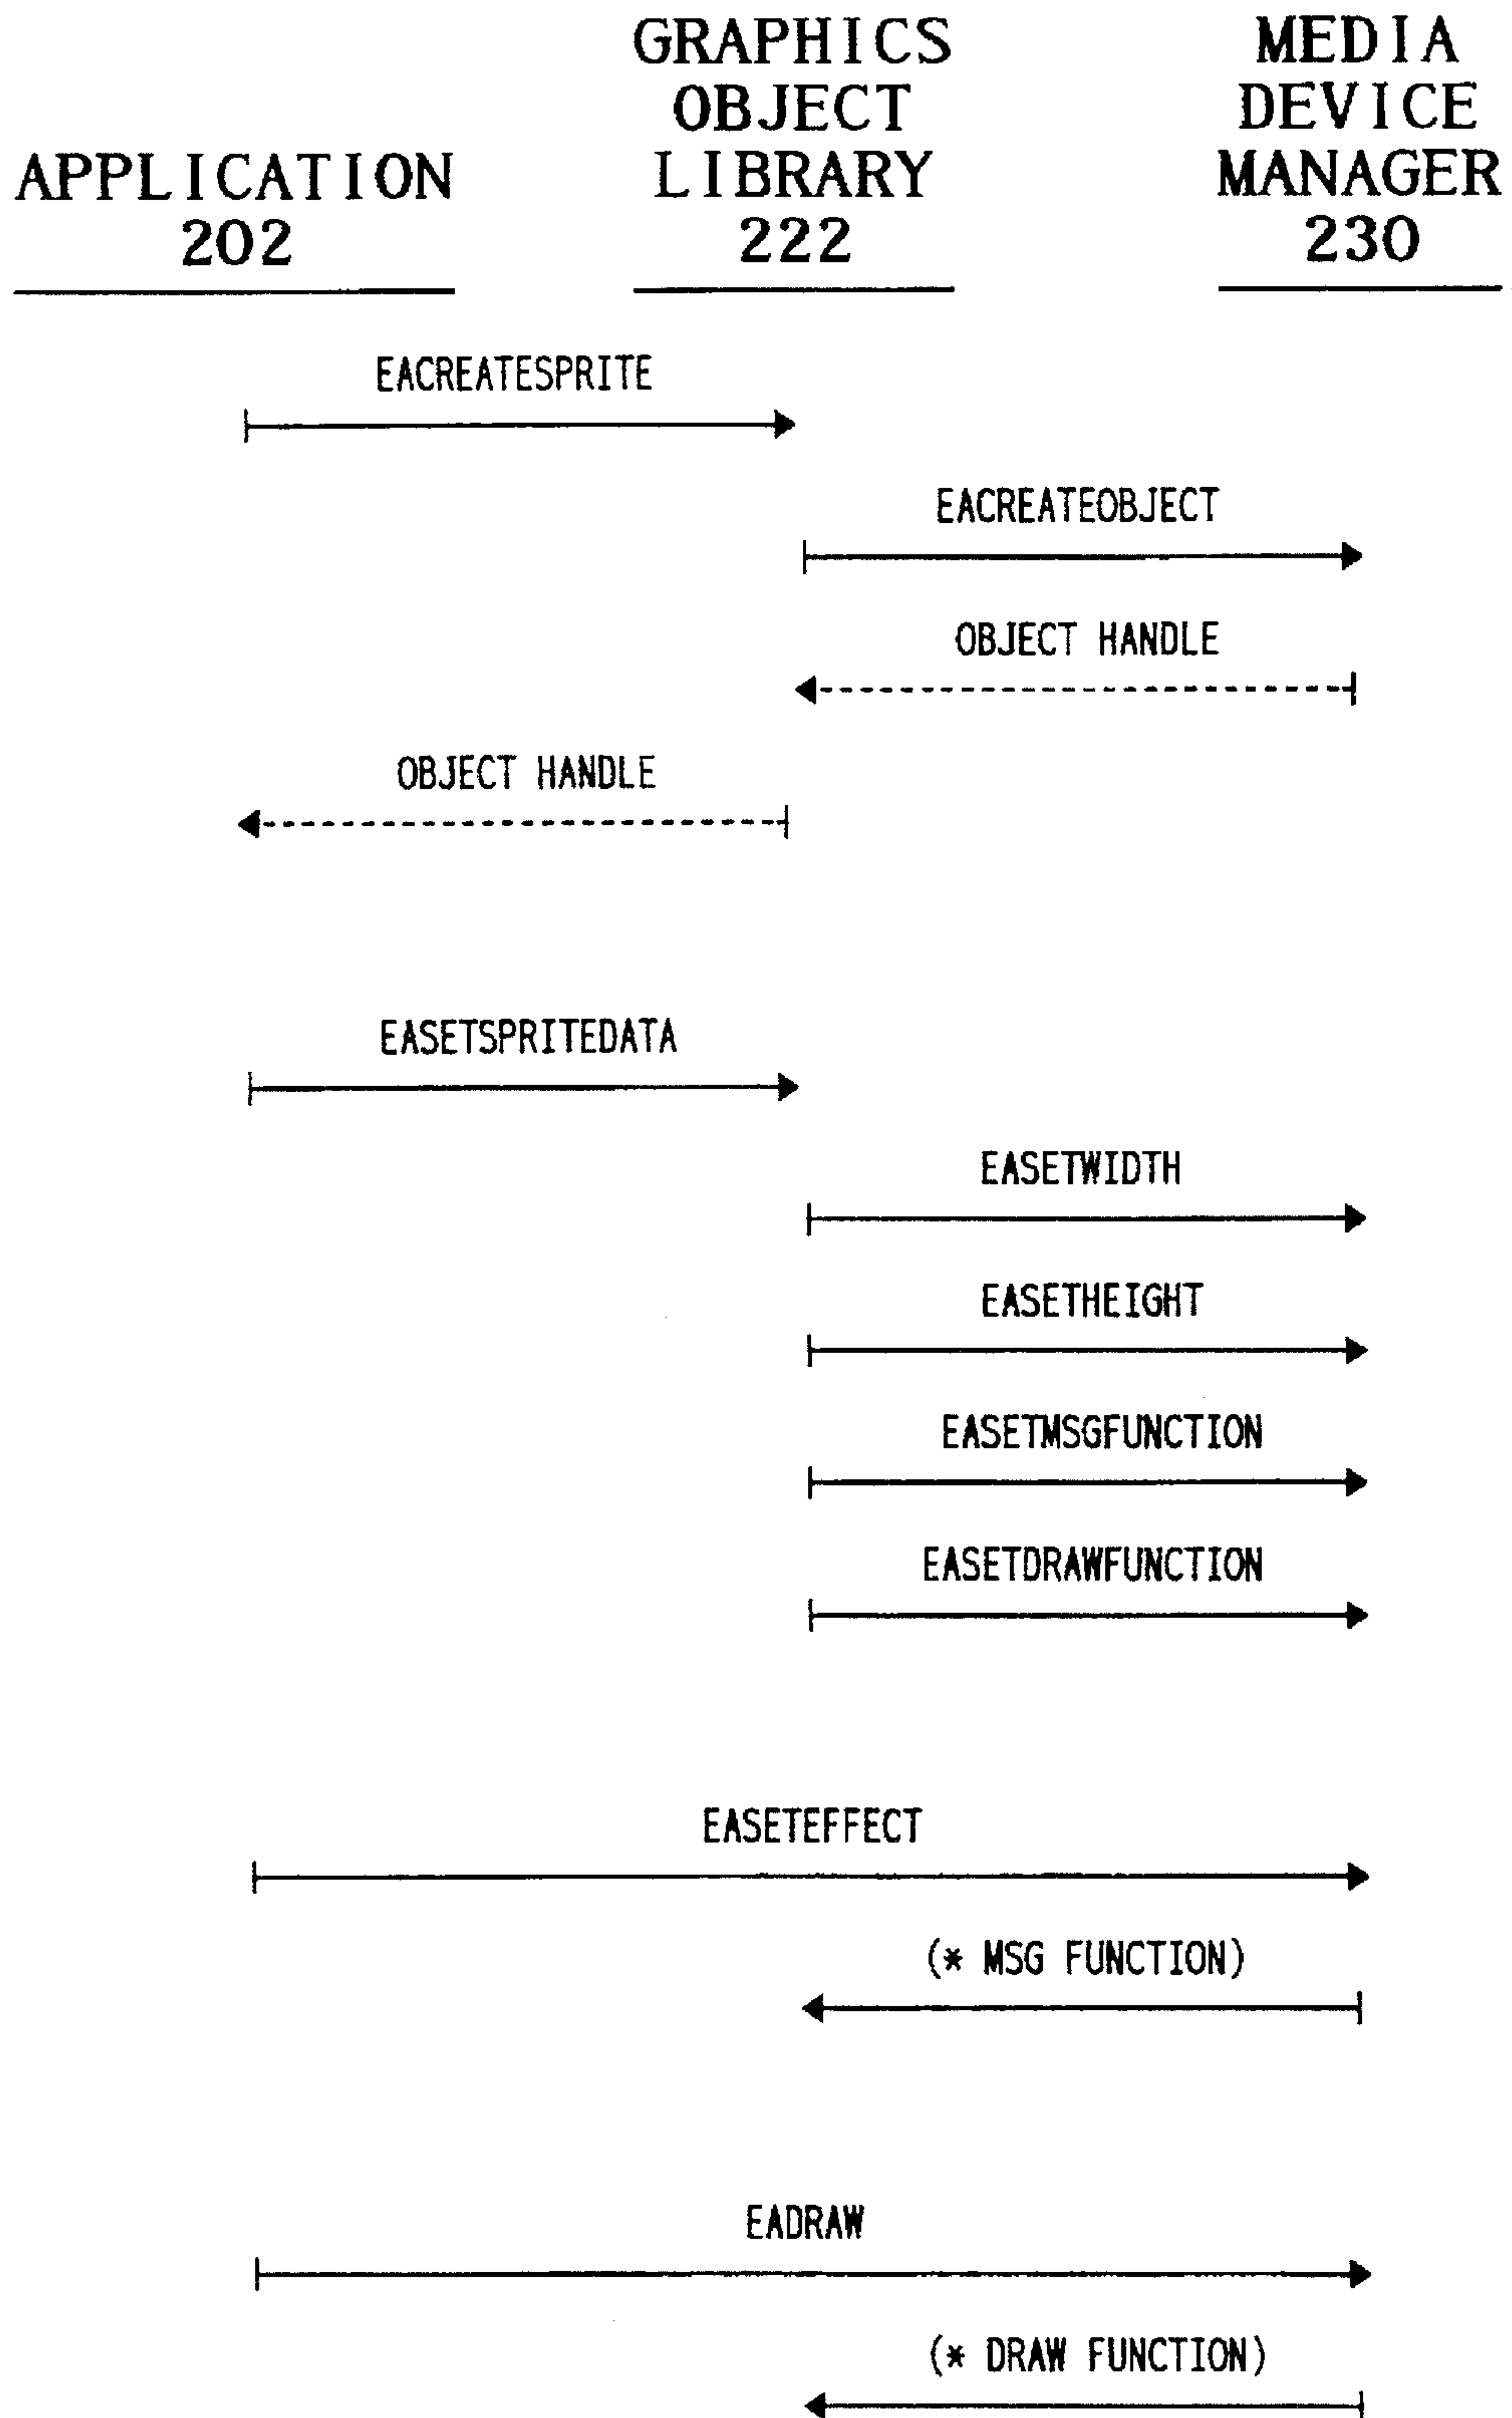 APPLICATION
202
GRAPHICS
OBJECT
LIBRARY
222
MEDIA
DEVICE
MANAGER
230
EACREATESPRITE
EACREATEOBJECT
OBJECT HANDLE
OBJECT HANDLE
EASETSPRITEDATA
EASETWIDTH
EASETHEIGHT
EASETMSGFUNCTION
EASETDRAWFUNCTION
EASETEFFECT
(* MSG FUNCTION)
EADRAW
(* DRAW FUNCTION)